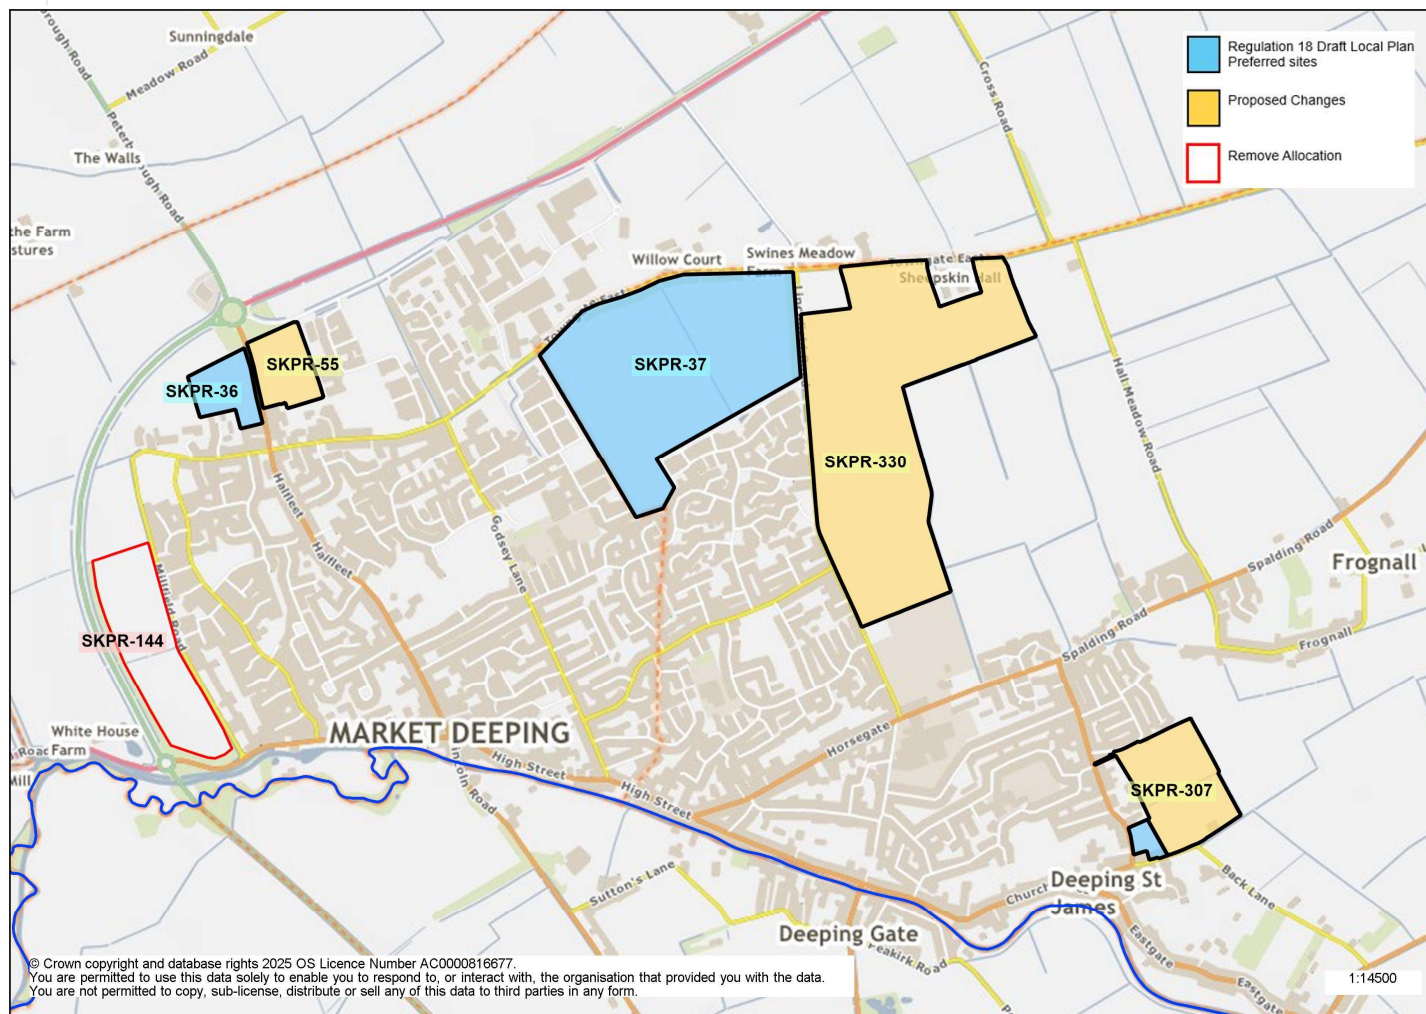 Sunningdale
Meadow Road
Peterborough Road
The Walls
the Farm
stures
Cross Road
Regulation 18 Draft Local Plan
Preferred sites
Proposed Changes
Remove Allocation
Willow Court
Swines Meadow
Farm
Towngate East
Sheepskin Hall
Towngate East
SKPR-55
SKPR-36
SKPR-37
SKPR-330
Hall Meadow Road
Halfleet
Halfleet
Godsey Lane
Millfield Road
SKPR-144
Spalding Road
Frognall
Spalding Road
Frognall
White House
Farm
Road
Mill
MARKET DEEPING
Lincoln Road
High Street
High Street
Horsegate
SKPR-307
Sutton's Lane
Church
Deeping St
James
Back Lane
Deeping Gate
Peakirk Road
Eastgate
Eastgate
© Crown copyright and database rights 2025 OS Licence Number AC0000816677.
You are permitted to use this data solely to enable you to respond to, or interact with, the organisation that provided you with the data.
You are not permitted to copy, sub-license, distribute or sell any of this data to third parties in any form.
1:14500